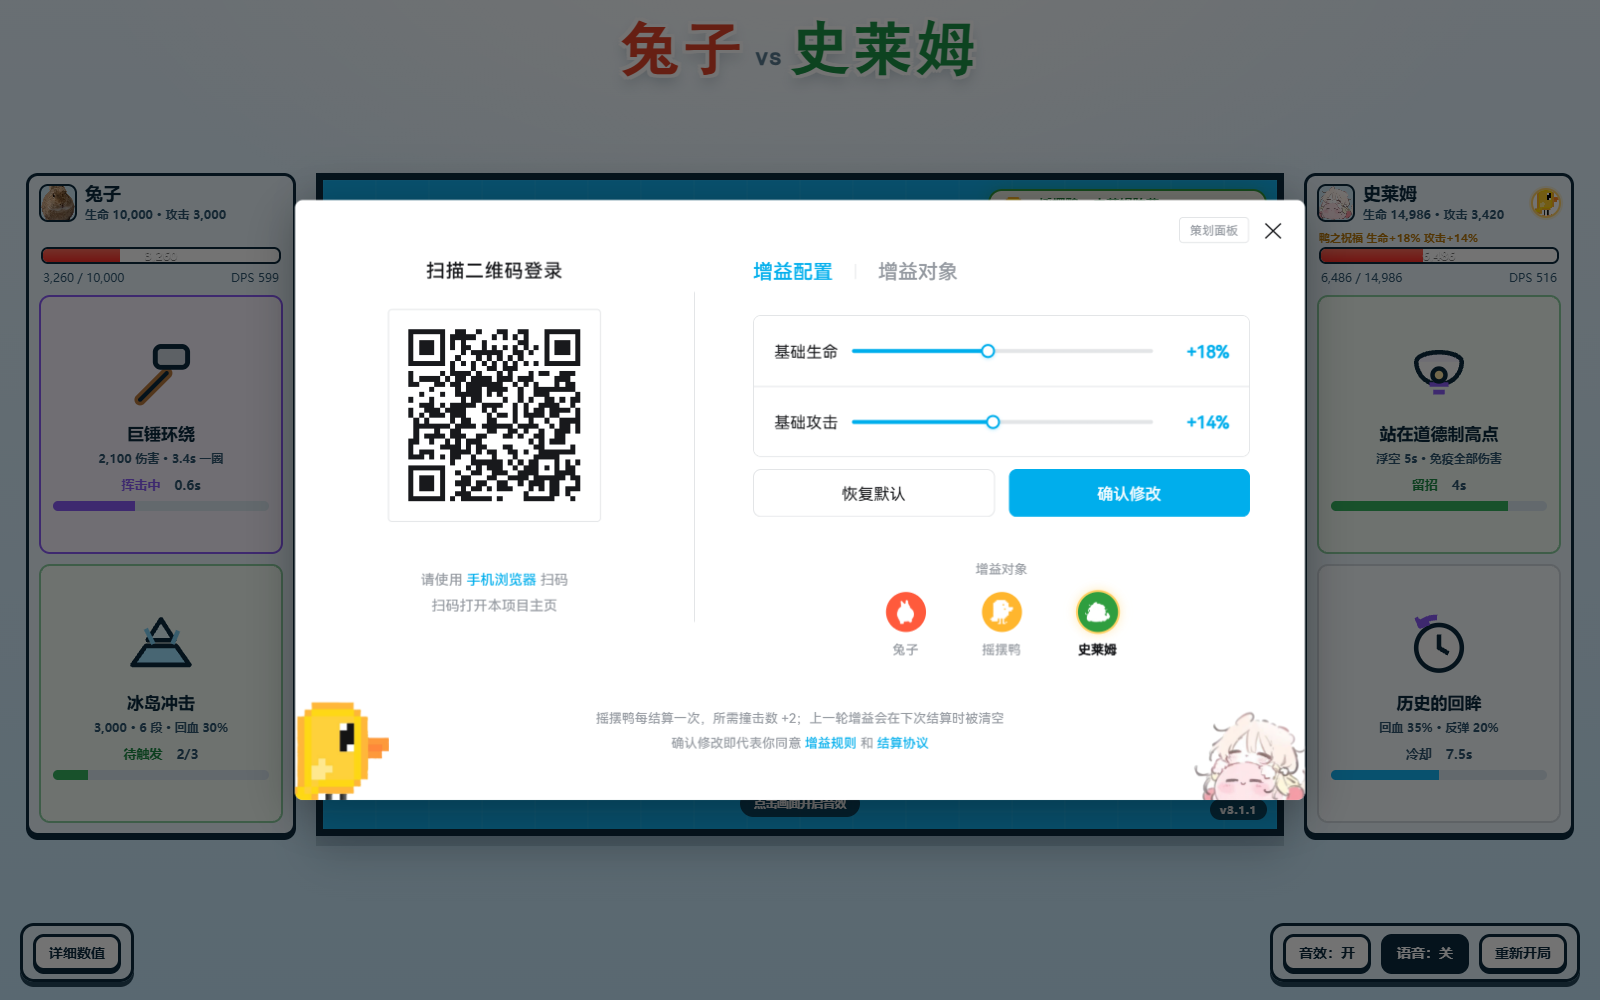 兔子 vs 史莱姆
兔子
生命 10,000・攻击 3,000
3,260
3,260 / 10,000
DPS 599
巨锤环绕
2,100 伤害・3.4s 一圈
挥击中 0.6s
冰岛冲击
3,000・6 段・回血 30%
待触发 2/3
策划面板
扫描二维码登录
请使用 手机浏览器 扫码
扫码打开本项目主页
增益配置
增益对象
基础生命 +18%
基础攻击 +14%
恢复默认
确认修改
增益对象
兔子
摇摆鸭
史莱姆
摇摆鸭每结算一次，所需撞击数 +2；上一轮增益会在下次结算时被清空
确认修改即代表你同意 增益规则 和 结算协议
点击画面开启音效
v3.1.1
史莱姆
生命 14,986・攻击 3,420
鸭之祝福 生命+18% 攻击+14%
6,486
6,486 / 14,986
DPS 516
站在道德制高点
浮空 5s・免疫全部伤害
留招 4s
历史的回眸
回血 35%・反弹 20%
冷却 7.5s
详细数值
音效：开
语音：关
重新开局